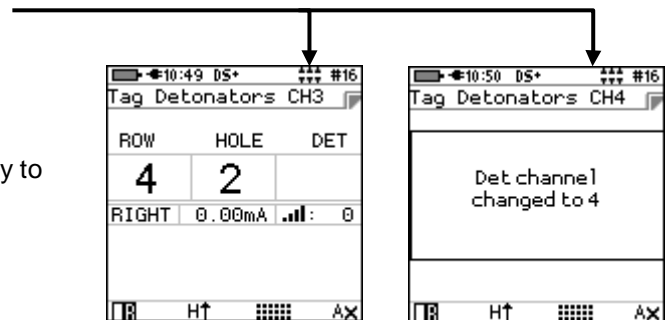 y to
10:49 DS+ #16
Tag Detonators CH3
ROW HOLE DET
4 2
RIGHT 0.00mA : 0
H↑ A×
10:50 DS+ #16
Tag Detonators CH4
Det channel
changed to 4
H↑ A×